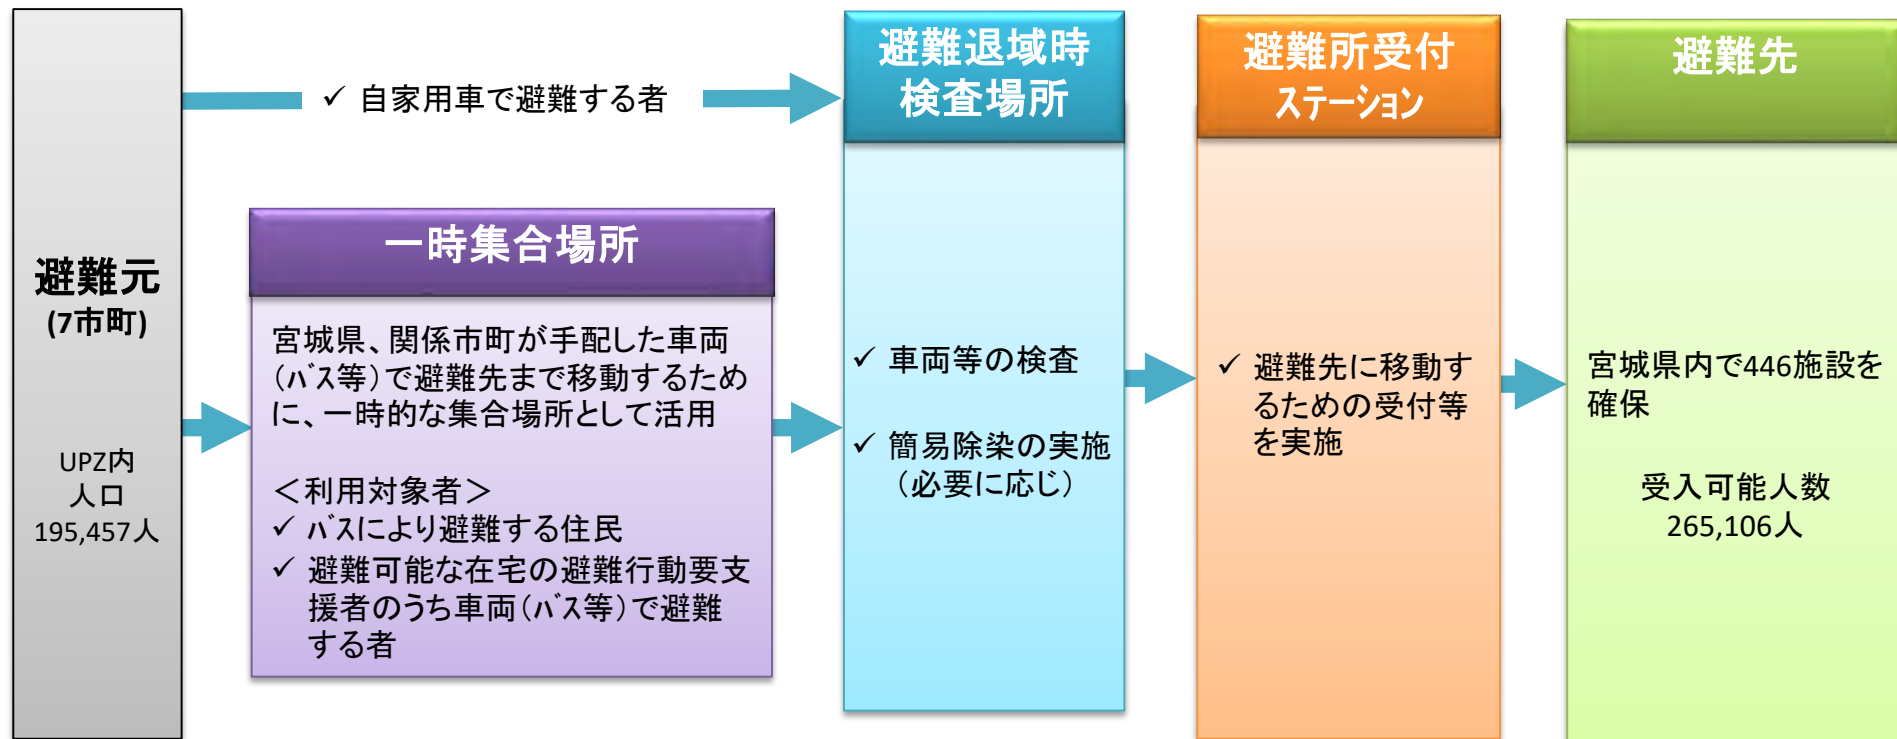 避難元
(7市町)
UPZ内
人口
195,457人
✓ 自家用車で避難する者
一時集合場所
宮城県、関係市町が手配した車両
（ﾊﾞｽ等）で避難先まで移動するため
に、一時的な集合場所として活用
＜利用対象者＞
✓ ﾊﾞｽにより避難する住民
✓ 避難可能な在宅の避難行動要支
援者のうち車両（ﾊﾞｽ等）で避難
する者
避難退域時
検査場所
✓ 車両等の検査
✓ 簡易除染の実施
（必要に応じ）
避難所受付
ｽﾃｰｼｮﾝ
✓ 避難先に移動す
るための受付等
を実施
避難先
宮城県内で446施設を
確保
受入可能人数
265,106人